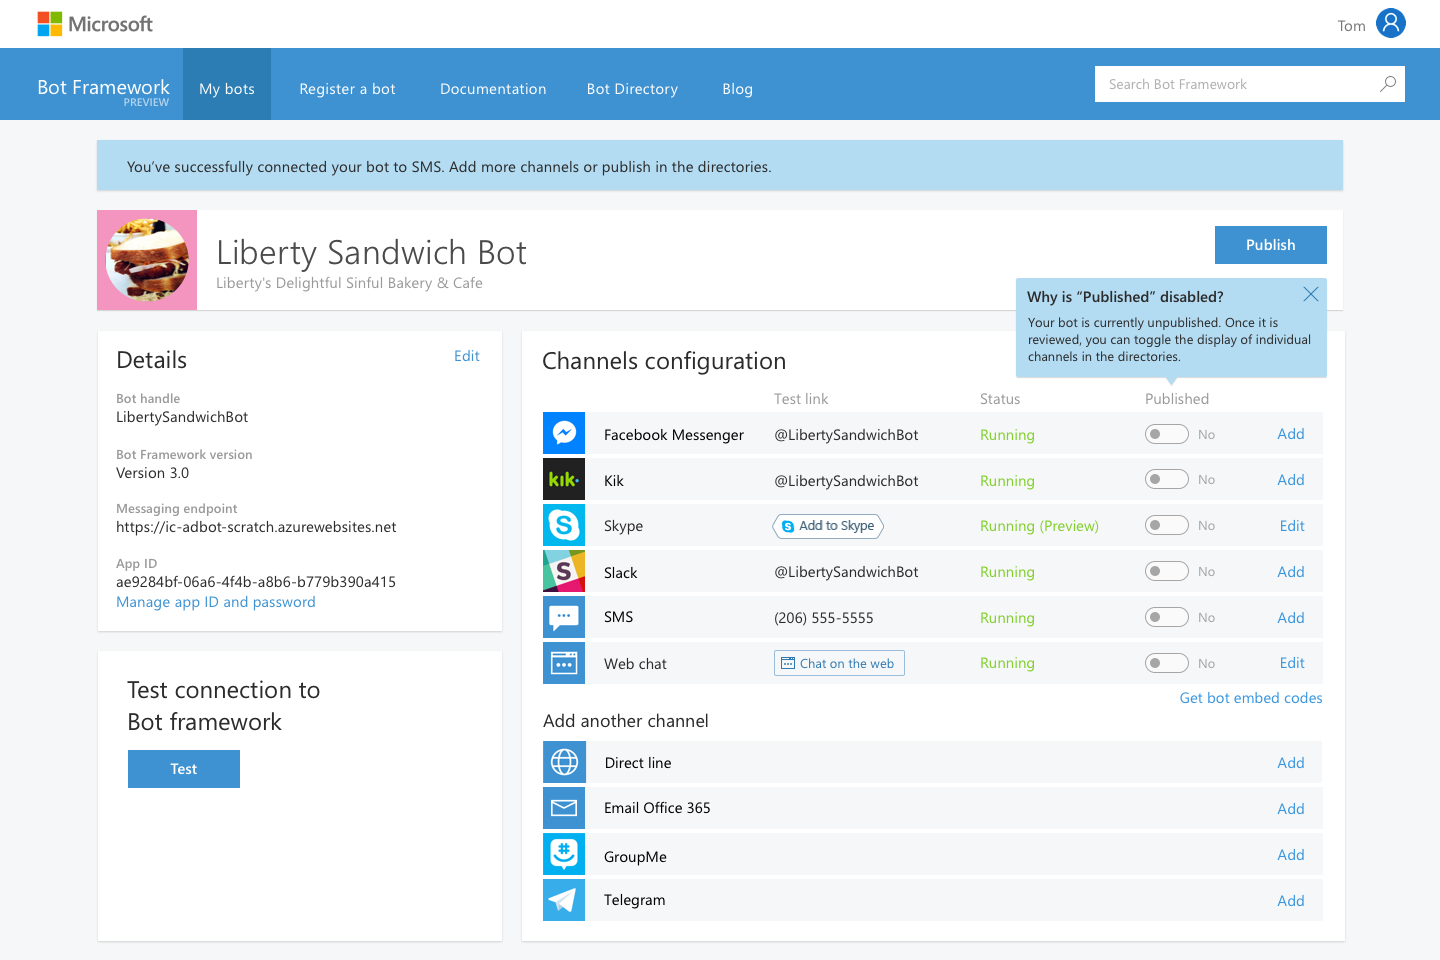 Microsoft
Tom
Bot Framework
PREVIEW
My bots
Register a bot
Documentation
Bot Directory
Blog
Search Bot Framework
You've successfully connected your bot to SMS. Add more channels or publish in the directories.
Liberty Sandwich Bot
Liberty's Delightful Sinful Bakery & Cafe
Publish
Why is “Published” disabled?
Your bot is currently unpublished. Once it is
reviewed, you can toggle the display of individual
channels in the directories.
Details
Edit
Bot handle
LibertySandwichBot
Bot Framework version
Version 3.0
Messaging endpoint
https://ic-adbot-scratch.azurewebsites.net
App ID
ae9284bf-06a6-4f4b-a8b6-b779b390a415
Manage app ID and password
Test connection to
Bot framework
Test
Channels configuration
Test link Status Published
Facebook Messenger @LibertySandwichBot Running No Add
kik Kik @LibertySandwichBot Running No Add
Skype Add to Skype Running (Preview) No Edit
Slack @LibertySandwichBot Running No Add
SMS (206) 555-5555 Running No Add
Web chat Chat on the web Running No Edit
Get bot embed codes
Add another channel
Direct line Add
Email Office 365 Add
GroupMe Add
Telegram Add